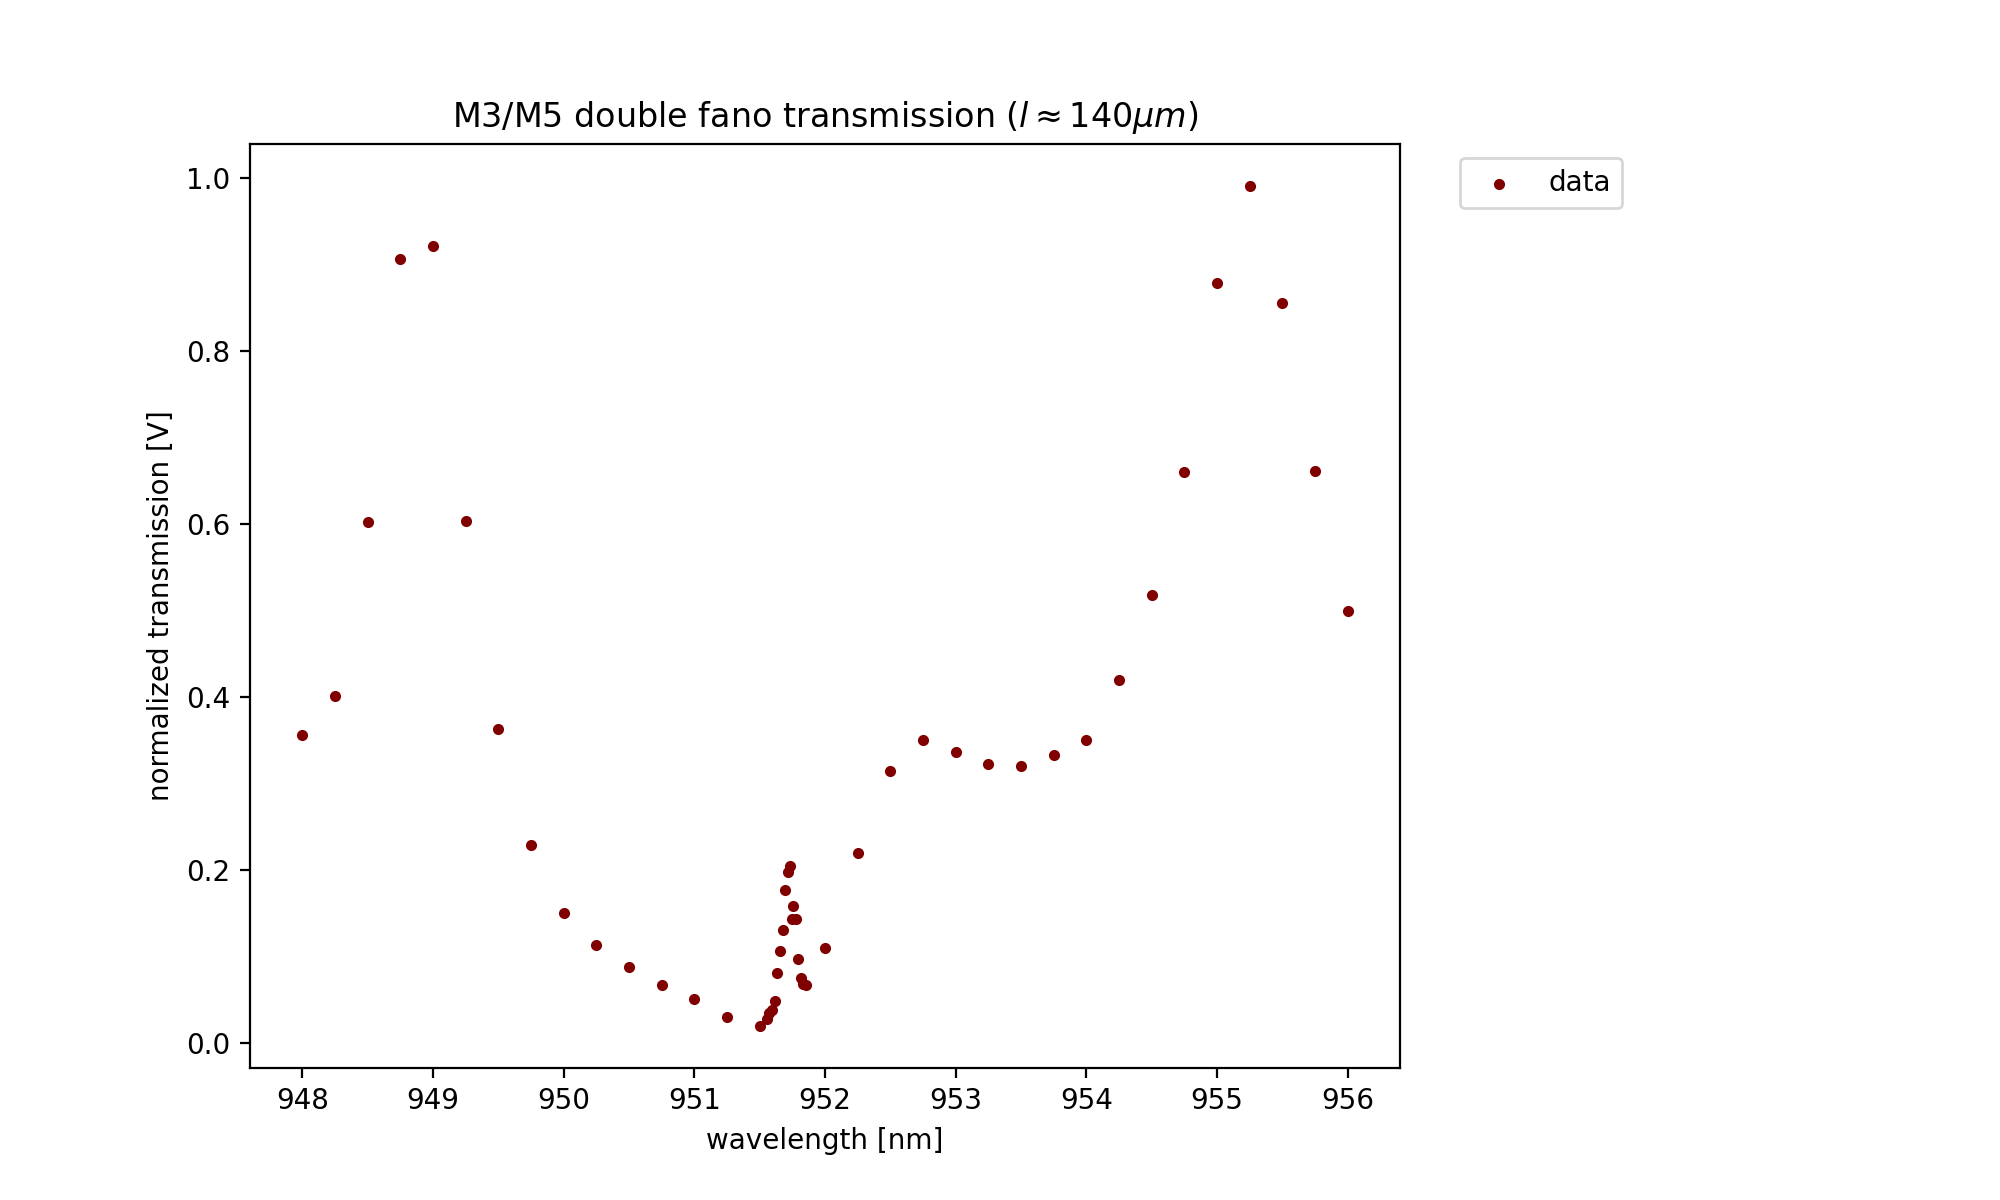 M3/M5 double fano transmission (l ≈ 140μm)
data
normalized transmission [V]
1.0
0.8
0.6
0.4
0.2
0.0
948 949 950 951 952 953 954 955 956
wavelength [nm]